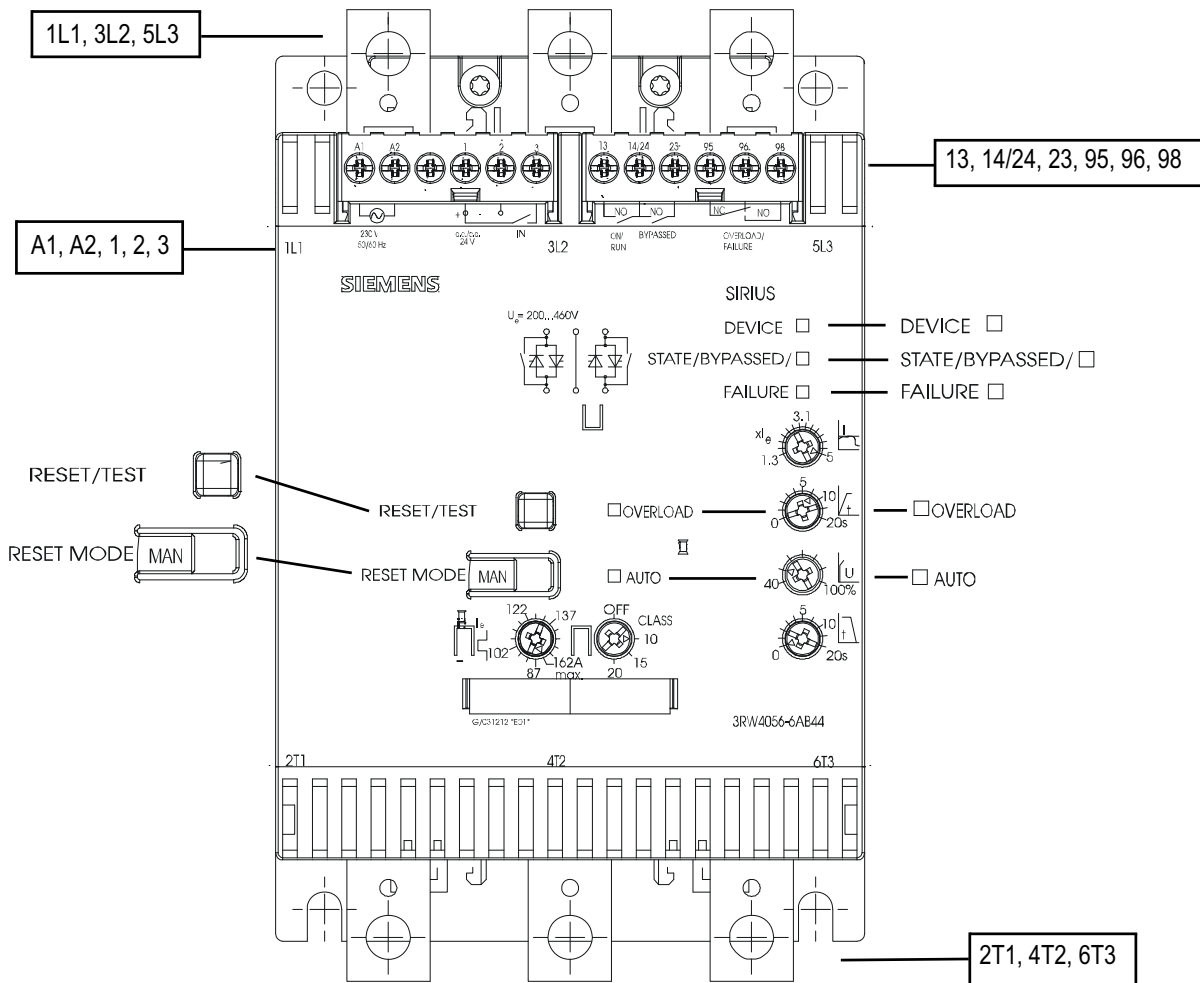 1L1, 3L2, 5L3
A1 A2 1 2 3 13 14/24 23 95 96 98
13, 14/24, 23, 95, 96, 98
+ - NO NO NC NO
230 V
50/60 Hz
24 V
IN
ON/
RUN
BYPASSED
OVERLOAD/
FAILURE
A1, A2, 1, 2, 3
1L1 3L2 5L3
SIEMENS
SIRIUS
Ue= 200...460V
DEVICE DEVICE
STATE/BYPASSED/ STATE/BYPASSED/
FAILURE FAILURE
xIe 3.1 I
1.3 5
RESET/TEST
RESET/TEST
OVERLOAD 5 10 t OVERLOAD
0 20s
RESET MODE MAN
RESET MODE MAN
AUTO U AUTO
40 100%
Ie 122 137 OFF CLASS
102 10
87 162A
max.
20 15
5 10 t
0 20s
G/C31212 "E01"
3RW4056-6AB44
2T1 4T2 6T3
2T1, 4T2, 6T3